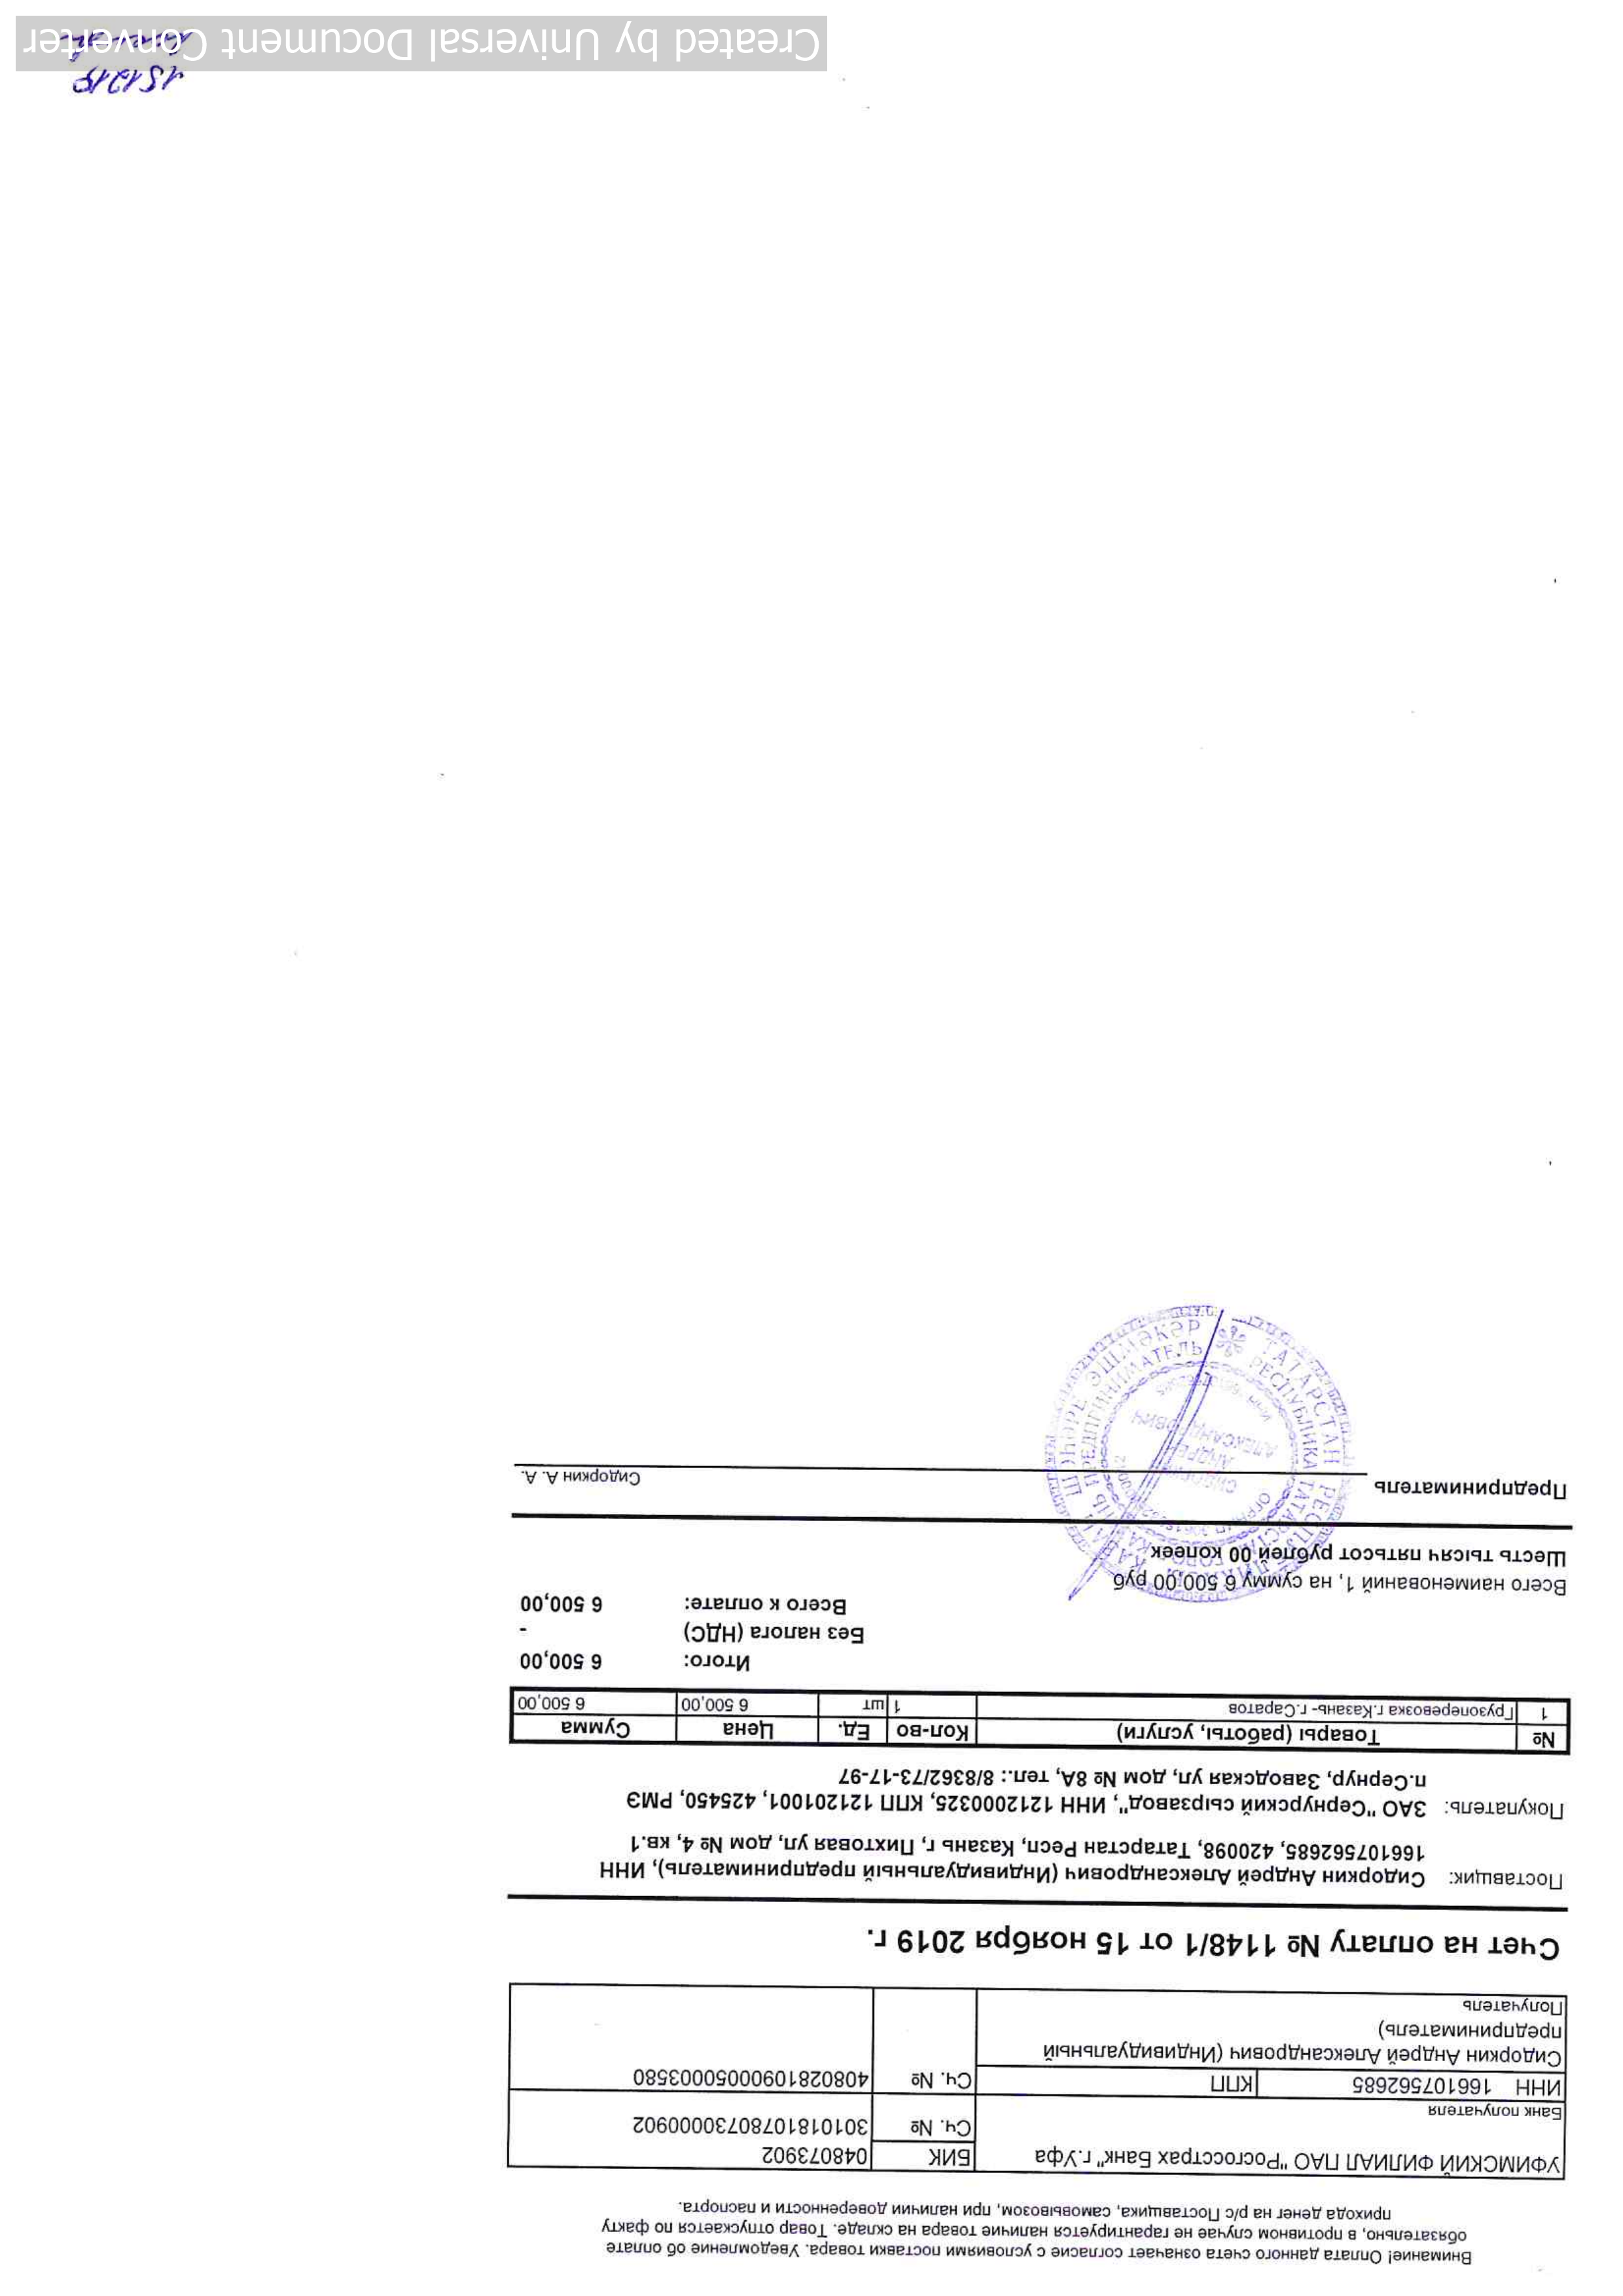 Внимание! Оплата данного счета означает согласие с условиями поставки товара. Уведомление об оплате
обязательно, в противном случае не гарантируется наличие товара на складе. Товар отпускается по факту
прихода денег на р/с Поставщика, самовывозом, при наличии доверенности и паспорта.
УФИМСКИЙ ФИЛИАЛ ПАО "Росгосстрах Банк" г.Уфа БИК 048073902
Сч. № 30101810780730000902
Банк получателя
ИНН 166107562685 КПП Сч. № 40802810900050003580
Сидоркин Андрей Александрович (Индивидуальный
предприниматель)
Получатель
Счет на оплату № 1148/1 от 15 ноября 2019 г.
Поставщик: Сидоркин Андрей Александрович (Индивидуальный предприниматель), ИНН
166107562685, 420098, Татарстан Респ, Казань г, Пихтовая ул, дом № 4, кв.1
Покупатель: ЗАО "Сернурский сырзавод", ИНН 1212000325, КПП 121201001, 425450, РМЭ
п.Сернур, Заводская ул, дом № 8А, тел.: 8/8362/73-17-97
№ Товары (работы, услуги) Кол-во Ед. Цена Сумма
1 Грузоперевозка г.Казань- г.Саратов 1 шт 6 500,00 6 500,00
Итого: 6 500,00
Без налога (НДС) -
Всего к оплате: 6 500,00
Всего наименований 1, на сумму 6 500,00 руб
Шесть тысяч пятьсот рублей 00 копеек
Предприниматель Сидоркин А. А.
ТАТАРСТАН РЕСПУБЛИКАСЫ
КАЗАНЬ ШӘҺӘРЕ ЭШМӘКӘР
РЕСПУБЛИКА ТАТАРСТАН
ПРЕДПРИНИМАТЕЛЬ
АНДРЕЙ
АЛЕКСАНДРОВИЧ
151219
Created by Universal Document Converter